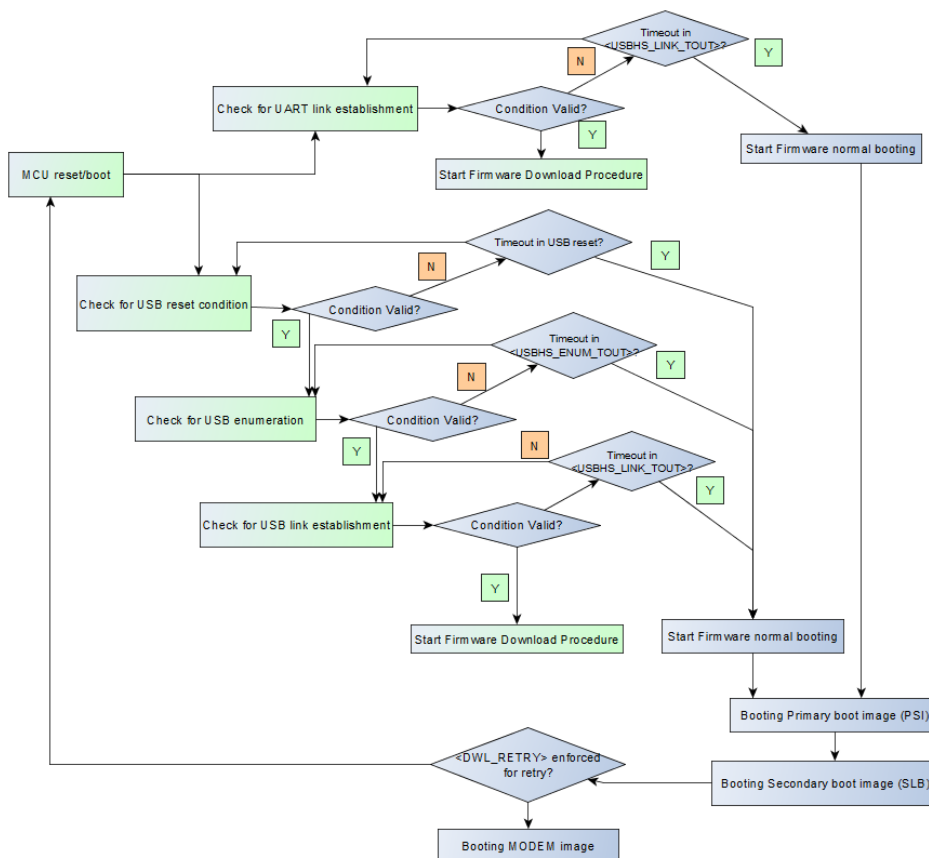 Timeout in
<USBHS_LINK_TOUT>?
Y
N
Check for UART link establishment
Condition Valid?
Y
Start Firmware normal booting
MCU reset/boot
Start Firmware Download Procedure
Timeout in USB reset?
Y
N
Check for USB reset condition
Condition Valid?
Y
Timeout in
<USBHS_ENUM_TOUT>?
Y
N
Check for USB enumeration
Condition Valid?
Y
N
Timeout in
<USBHS_LINK_TOUT>?
Y
Check for USB link establishment
Condition Valid?
Y
Start Firmware Download Procedure
Start Firmware normal booting
Booting Primary boot image (PSI)
<DWL_RETRY> enforced
for retry?
Booting Secondary boot image (SLB)
Booting MODEM image